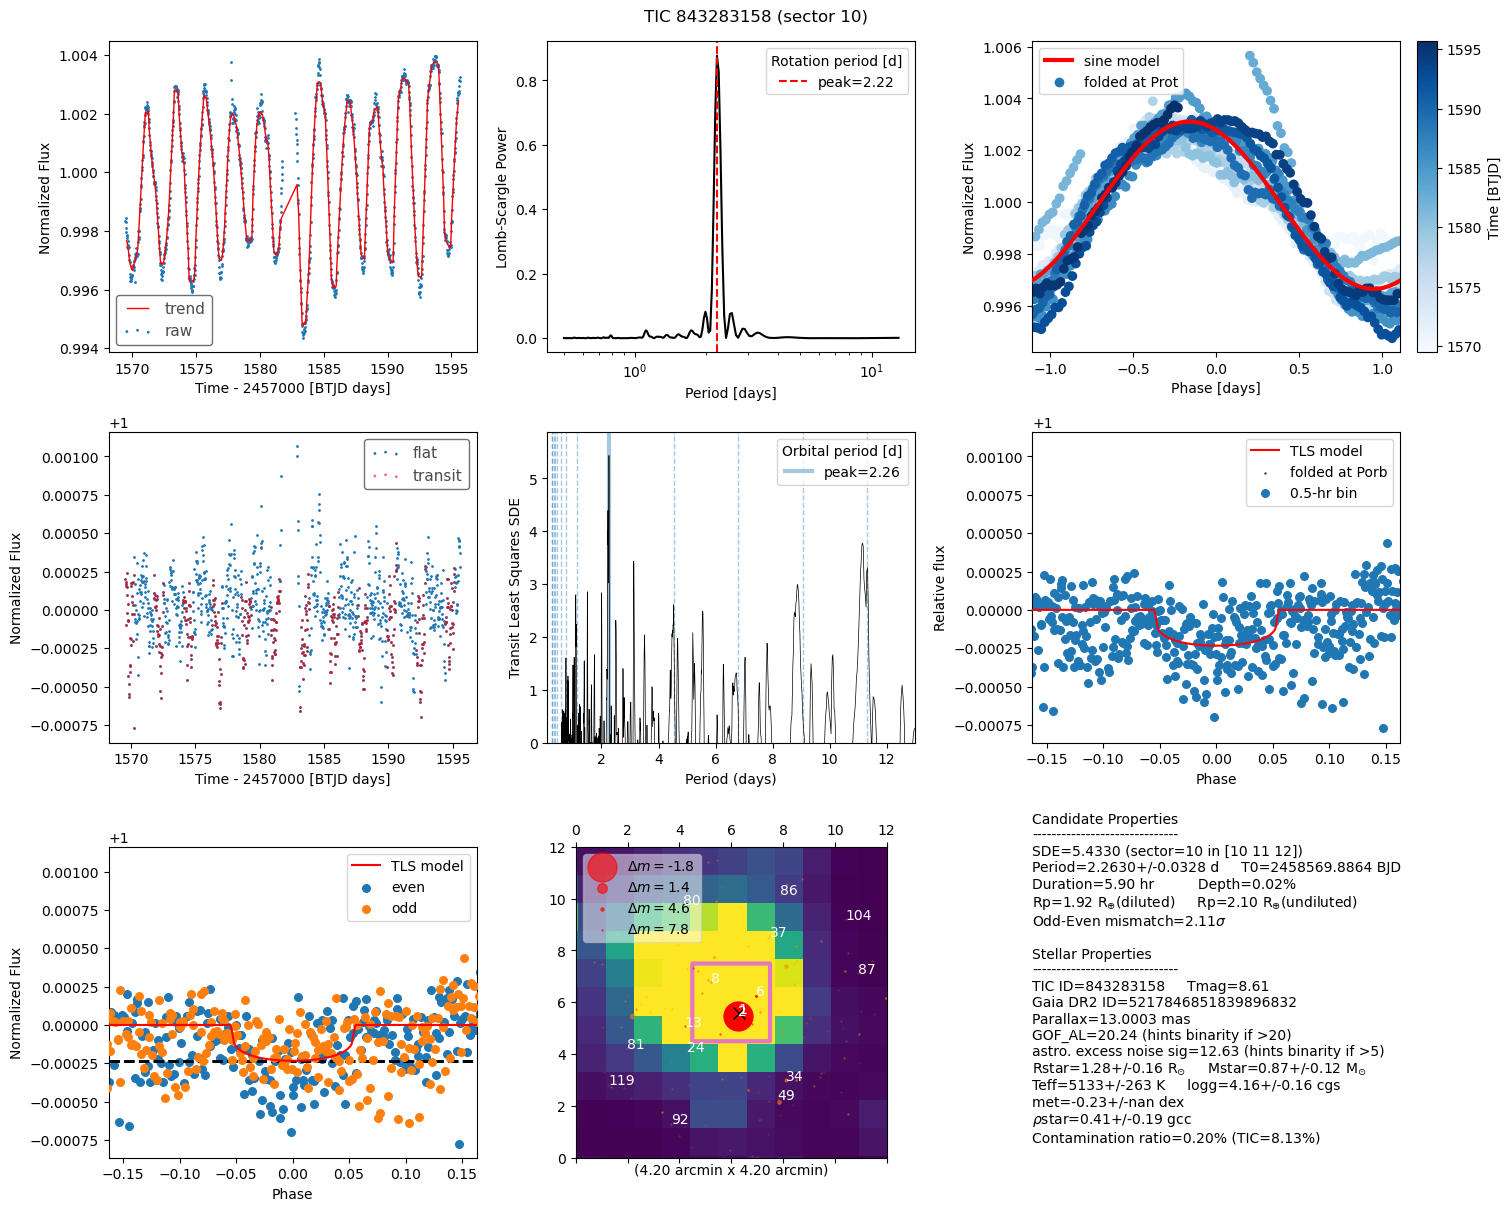 TIC 843283158 (sector 10)
1.004
1.002
1.000
0.998
0.996
0.994
Normalized Flux
trend
raw
1570 1575 1580 1585 1590 1595
Time - 2457000 [BTJD days]
0.8
0.6
0.4
0.2
0.0
Lomb-Scargle Power
Rotation period [d]
peak=2.22
10⁰ 10¹
Period [days]
1.006
1.004
1.002
1.000
0.998
0.996
Normalized Flux
sine model
folded at Prot
−1.0 −0.5 0.0 0.5 1.0
Phase [days]
1595
1590
1585
1580
1575
1570
Time [BTJD]
+1
0.00100
0.00075
0.00050
0.00025
0.00000
−0.00025
−0.00050
−0.00075
Normalized Flux
flat
transit
1570 1575 1580 1585 1590 1595
Time - 2457000 [BTJD days]
5
4
3
2
1
0
Transit Least Squares SDE
Orbital period [d]
peak=2.26
2 4 6 8 10 12
Period (days)
+1
0.00100
0.00075
0.00050
0.00025
0.00000
−0.00025
−0.00050
−0.00075
Relative flux
TLS model
folded at Porb
0.5-hr bin
−0.15 −0.10 −0.05 0.00 0.05 0.10 0.15
Phase
+1
0.00100
0.00075
0.00050
0.00025
0.00000
−0.00025
−0.00050
−0.00075
Normalized Flux
TLS model
even
odd
−0.15 −0.10 −0.05 0.00 0.05 0.10 0.15
Phase
0 2 4 6 8 10 12
12
10
8
6
4
2
0
Δm = -1.8
Δm = 1.4
Δm = 4.6
Δm = 7.8
86
80
104
37
87
8
6
13
81
24
34
119
49
92
(4.20 arcmin x 4.20 arcmin)
Candidate Properties
------------------------------
SDE=5.4330 (sector=10 in [10 11 12])
Period=2.2630+/-0.0328 d T0=2458569.8864 BJD
Duration=5.90 hr Depth=0.02%
Rp=1.92 R⊕(diluted) Rp=2.10 R⊕(undiluted)
Odd-Even mismatch=2.11σ
Stellar Properties
------------------------------
TIC ID=843283158 Tmag=8.61
Gaia DR2 ID=5217846851839896832
Parallax=13.0003 mas
GOF_AL=20.24 (hints binarity if >20)
astro. excess noise sig=12.63 (hints binarity if >5)
Rstar=1.28+/-0.16 R⊙ Mstar=0.87+/-0.12 M⊙
Teff=5133+/-263 K logg=4.16+/-0.16 cgs
met=-0.23+/-nan dex
ρstar=0.41+/-0.19 gcc
Contamination ratio=0.20% (TIC=8.13%)